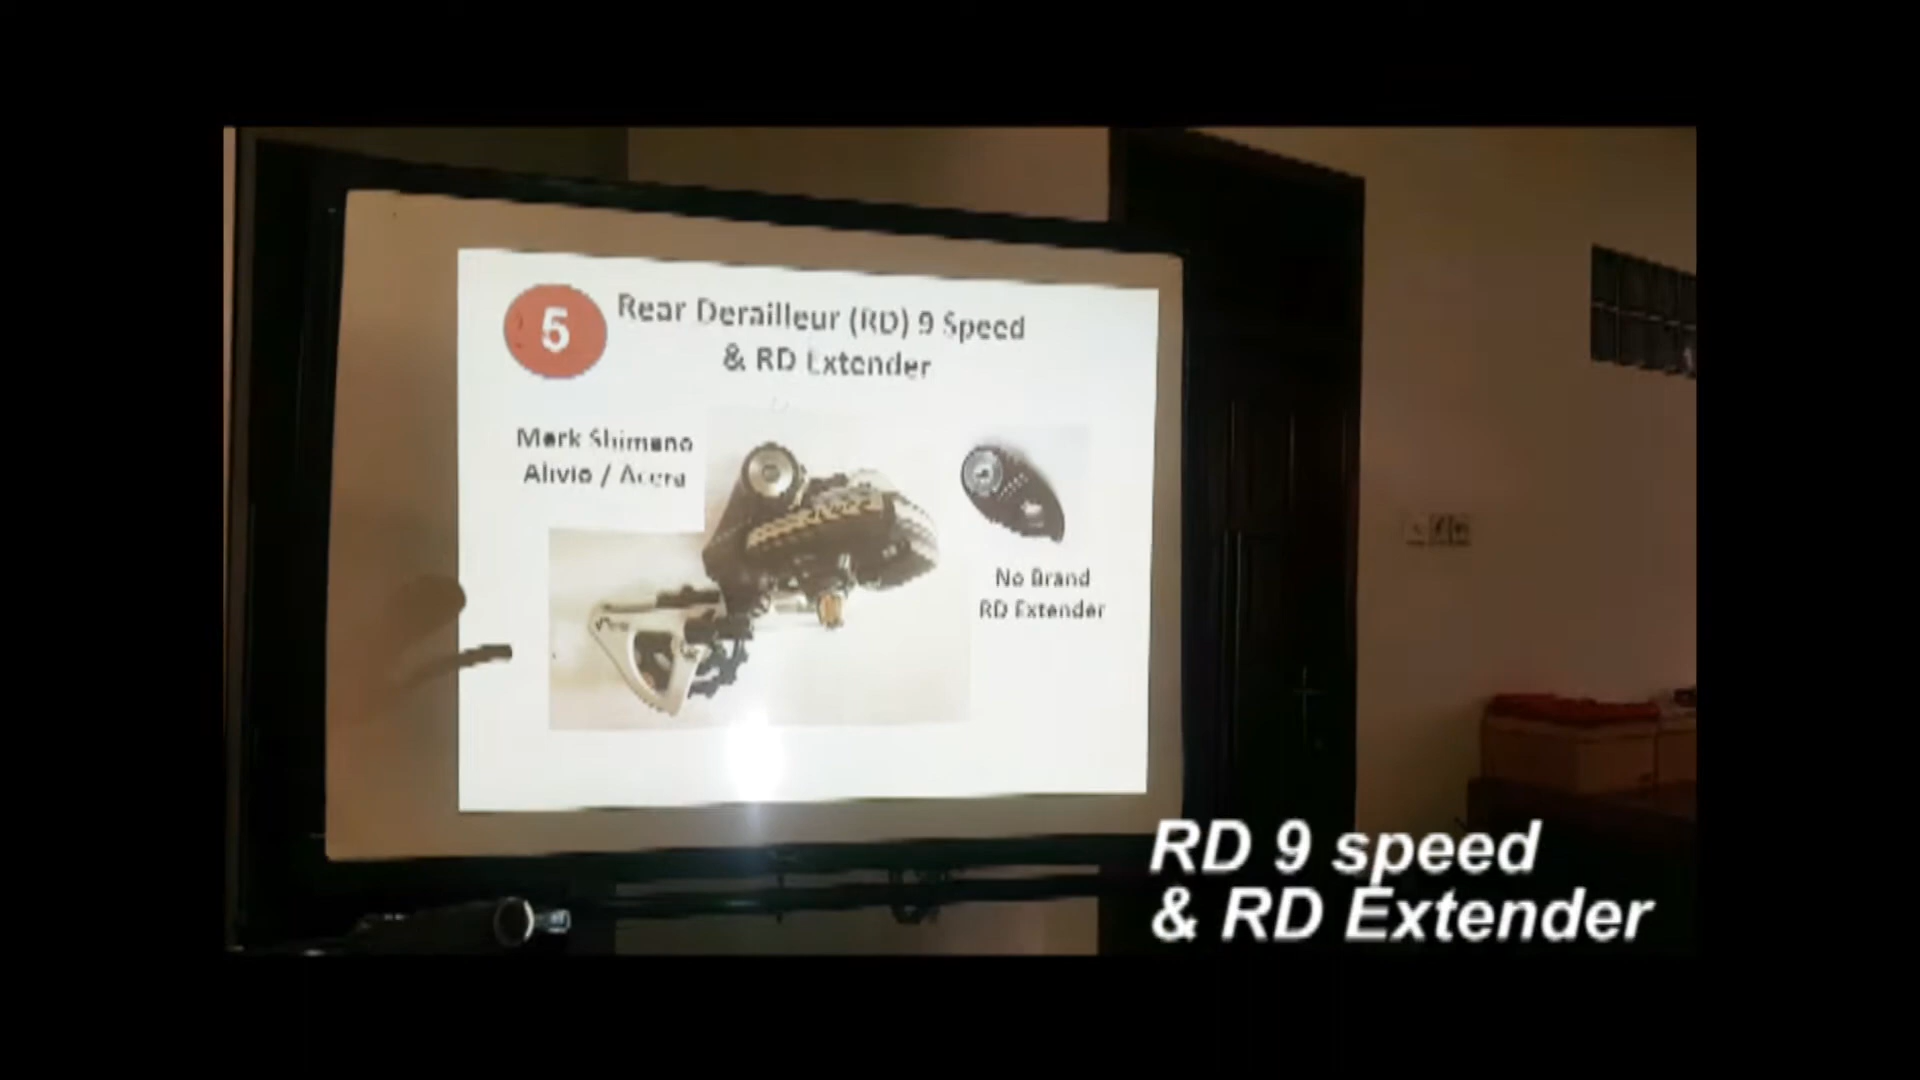 5
Rear Derailleur (RD) 9 Speed
& RD Extender
Merk Shimano
Alivio / Acera
No Brand
RD Extender
RD 9 speed
& RD Extender